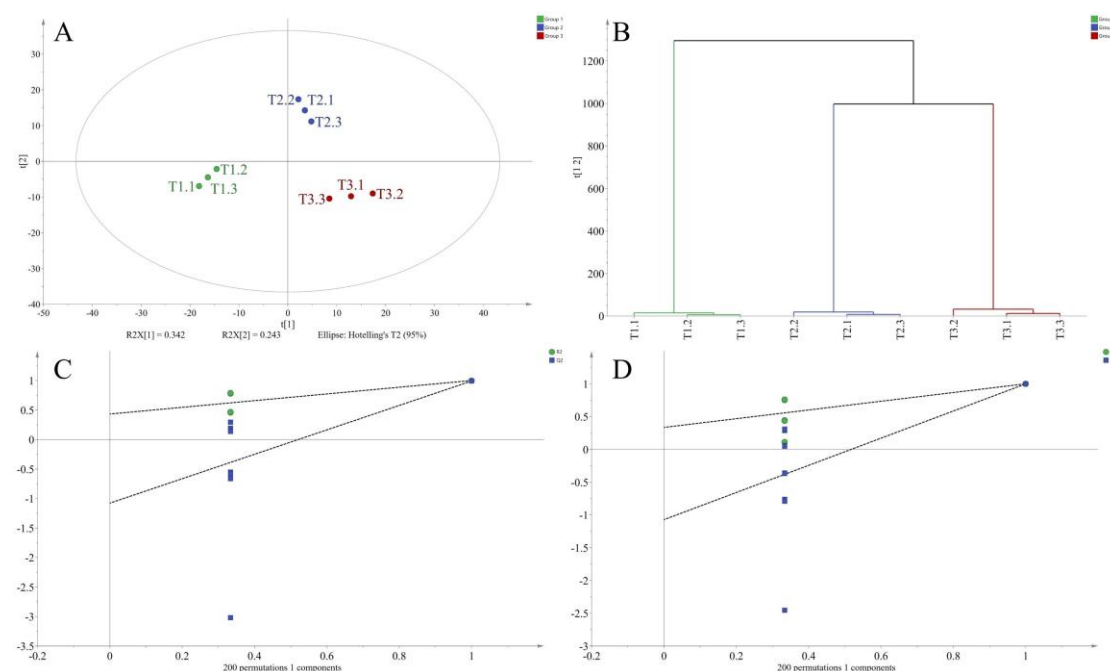 A
Group 1
Group 2
Group 3
t[2]
30
20
10
0
-10
-20
-30
-40
T2.2
T2.1
T2.3
T1.2
T1.1
T1.3
T3.1
T3.3
T3.2
-50
-40
-30
-20
-10
0
10
20
30
40
t[1]
R2X[1] = 0.342
R2X[2] = 0.243
Ellipse: Hotelling's T2 (95%)
B
Grou
Grou
Grou
t[1 2]
1200
1000
800
600
400
200
0
T1.1
T1.2
T1.3
T2.2
T2.1
T2.3
T3.2
T3.1
T3.3
C
R2
Q2
1
0.5
0
-0.5
-1
-1.5
-2
-2.5
-3
-3.5
-0.2
0
0.2
0.4
0.6
0.8
1
200 permutations 1 components
D
1
0.5
0
-0.5
-1
-1.5
-2
-2.5
-3
-0.2
0
0.2
0.4
0.6
0.8
1
200 permutations 1 components